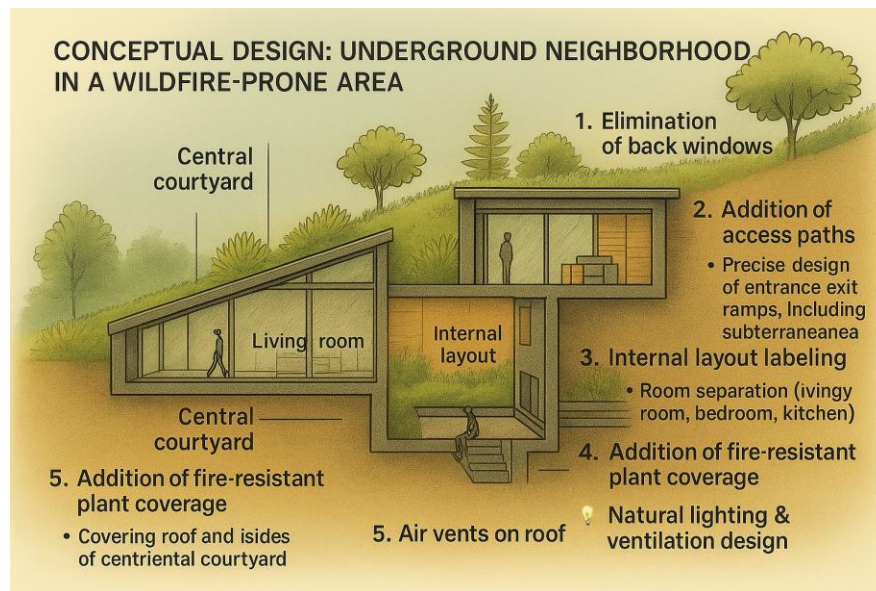 CONCEPTUAL DESIGN: UNDERGROUND NEIGHBORHOOD
IN A WILDFIRE-PRONE AREA
Central
courtyard
1. Elimination
of back windows
2. Addition of
access paths
• Precise design
of entrance exit
ramps, Including
subterraneanea
Living room
Internal
layout
3. Internal layout labeling
• Room separation (ivingy
room, bedroom, kitchen)
Central
courtyard
4. Addition of fire-resistant
plant coverage
5. Addition of fire-resistant
plant coverage
• Covering roof and isides
of centriental courtyard
5. Air vents on roof
Natural lighting &
ventilation design